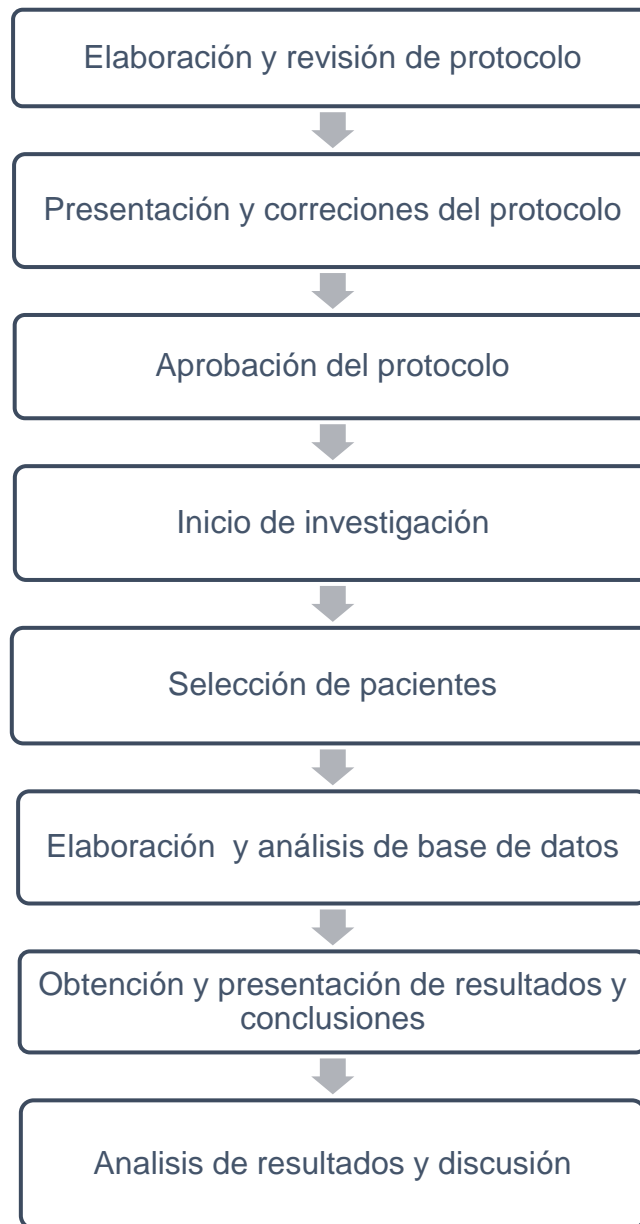 Elaboración y revisión de protocolo
Presentación y correciones del protocolo
Aprobación del protocolo
Inicio de investigación
Selección de pacientes
Elaboración  y análisis de base de datos
Obtención y presentación de resultados y
conclusiones
Analisis de resultados y discusión